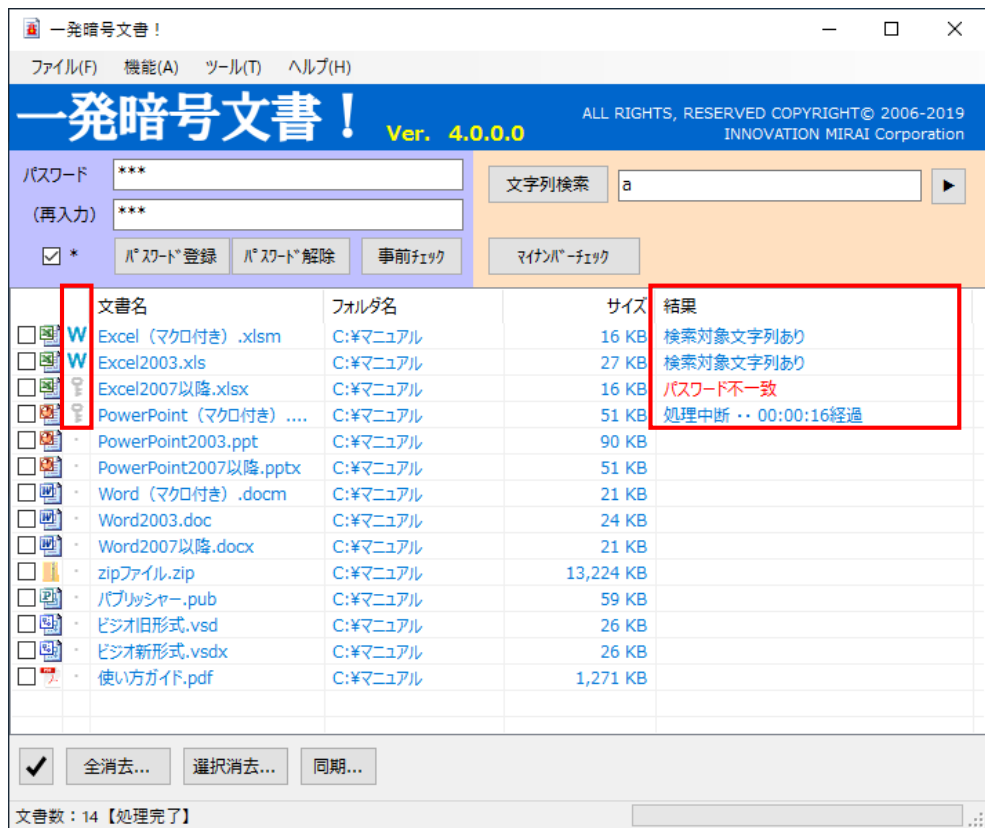 一発暗号文書！
ファイル(F) 機能(A) ツール(T) ヘルプ(H)
一発暗号文書！ Ver. 4.0.0.0
ALL RIGHTS, RESERVED COPYRIGHT© 2006-2019
INNOVATION MIRAI Corporation
パスワード ***
(再入力) ***
* パスワード登録 パスワード解除 事前チェック
文字列検索 a
マイナンバーチェック
文書名 フォルダ名 サイズ 結果
W Excel（マクロ付き）.xlsm C:¥マニュアル 16 KB 検索対象文字列あり
W Excel2003.xls C:¥マニュアル 27 KB 検索対象文字列あり
Excel2007以降.xlsx C:¥マニュアル 16 KB パスワード不一致
PowerPoint（マクロ付き）.... C:¥マニュアル 51 KB 処理中断 ・・ 00:00:16経過
PowerPoint2003.ppt C:¥マニュアル 90 KB
PowerPoint2007以降.pptx C:¥マニュアル 51 KB
Word（マクロ付き）.docm C:¥マニュアル 21 KB
Word2003.doc C:¥マニュアル 24 KB
Word2007以降.docx C:¥マニュアル 21 KB
zipファイル.zip C:¥マニュアル 13,224 KB
パブリッシャー.pub C:¥マニュアル 59 KB
ビジオ旧形式.vsd C:¥マニュアル 26 KB
ビジオ新形式.vsdx C:¥マニュアル 26 KB
使い方ガイド.pdf C:¥マニュアル 1,271 KB
全消去... 選択消去... 同期...
文書数：14【処理完了】